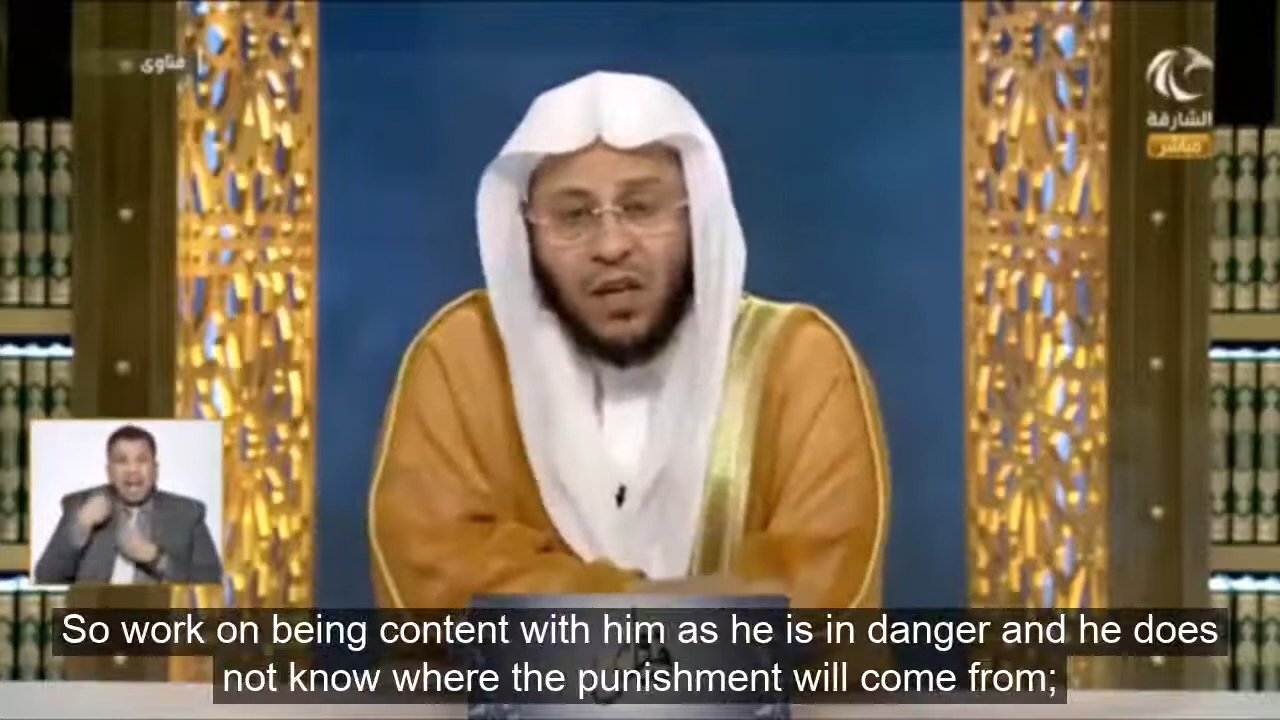 فتاوى
الشارقة
مباشر
So work on being content with him as he is in danger and he does
not know where the punishment will come from;